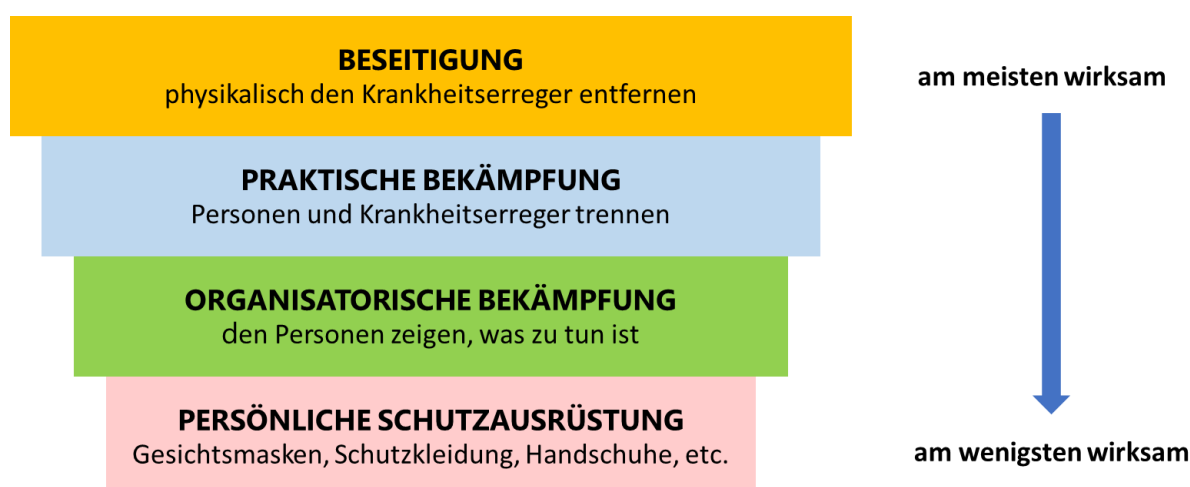 BESEITIGUNG
physikalisch den Krankheitserreger entfernen
am meisten wirksam
PRAKTISCHE BEKÄMPFUNG
Personen und Krankheitserreger trennen
ORGANISATORISCHE BEKÄMPFUNG
den Personen zeigen, was zu tun ist
PERSÖNLICHE SCHUTZAUSRÜSTUNG
Gesichtsmasken, Schutzkleidung, Handschuhe, etc.
am wenigsten wirksam